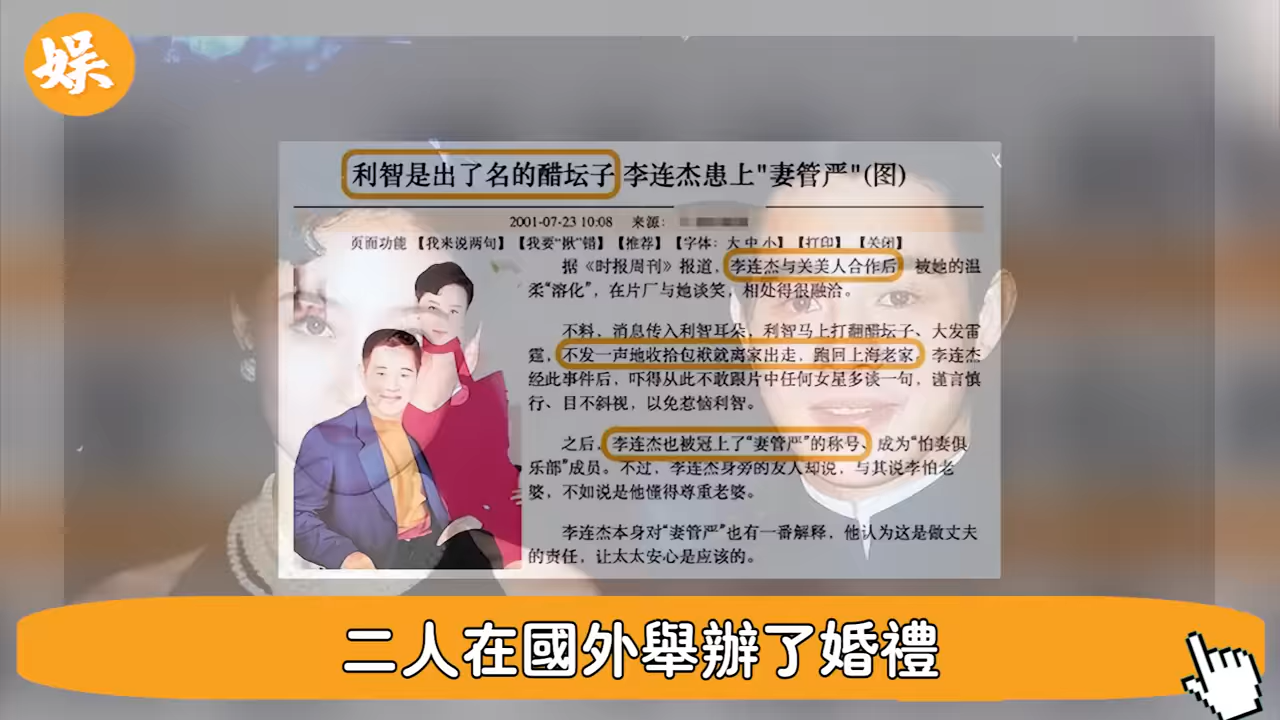 娱
利智是出了名的醋坛子 李连杰患上"妻管严"(图)
2001-07-23 10:08 来源：
页面功能 【我来说两句】【我要"揪"错】【推荐】【字体：大 中 小】【打印】 【关闭】
据《时报周刊》报道，李连杰与关美人合作后 被她的温
柔"溶化"，在片厂与她谈笑，相处得很融洽。
不料，消息传入利智耳朵，利智马上打翻醋坛子、大发雷
霆，不发一声地收拾包袱就离家出走，跑回上海老家，李连杰
经此事件后，吓得从此不敢跟片中任何女星多谈一句，谨言慎
行、目不斜视，以免惹恼利智。
之后，李连杰也被冠上了"妻管严"的称号、成为"怕妻俱
乐部"成员。不过，李连杰身旁的友人却说，与其说李怕老
婆，不如说是他懂得尊重老婆。
李连杰本身对"妻管严"也有一番解释，他认为这是做丈夫
的责任，让太太安心是应该的。
二人在國外舉辦了婚禮